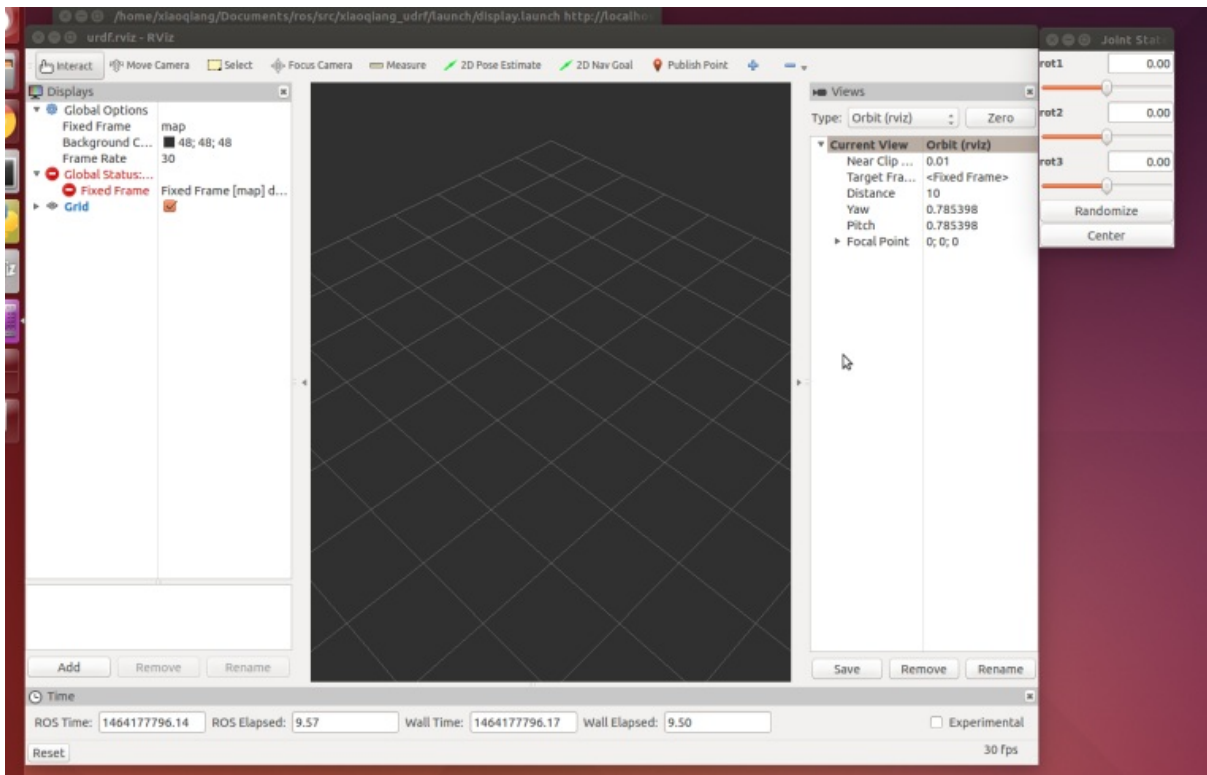 /home/xiaoqiang/Documents/ros/src/xiaoqiang_udrf/launch/display.launch http://localho
urdf.rviz - RViz
Interact Move Camera Select Focus Camera Measure 2D Pose Estimate 2D Nav Goal Publish Point
Displays
Global Options
Fixed Frame map
Background C... 48; 48; 48
Frame Rate 30
Global Status:...
Fixed Frame Fixed Frame [map] d...
Grid
Add Remove Rename
Views
Type: Orbit (rviz) Zero
Current View Orbit (rviz)
Near Clip ... 0.01
Target Fra... <Fixed Frame>
Distance 10
Yaw 0.785398
Pitch 0.785398
Focal Point 0; 0; 0
Save Remove Rename
Joint Stat
rot1 0.00
rot2 0.00
rot3 0.00
Randomize
Center
Time
ROS Time: 1464177796.14 ROS Elapsed: 9.57 Wall Time: 1464177796.17 Wall Elapsed: 9.50 Experimental
Reset 30 fps